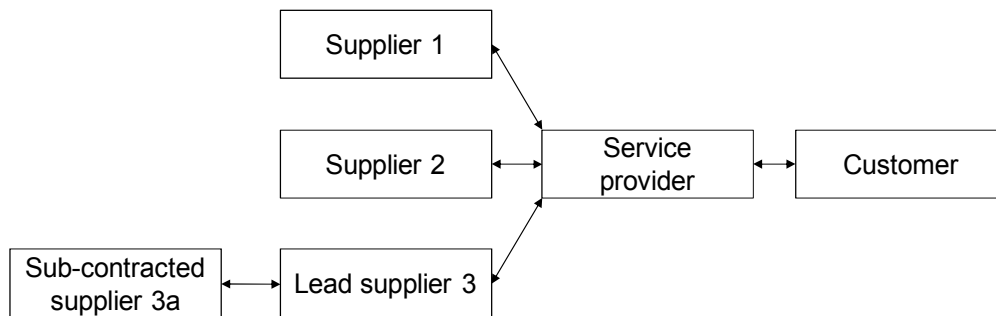 Supplier 1
Supplier 2
Service
provider
Customer
Sub-contracted
supplier 3a
Lead supplier 3